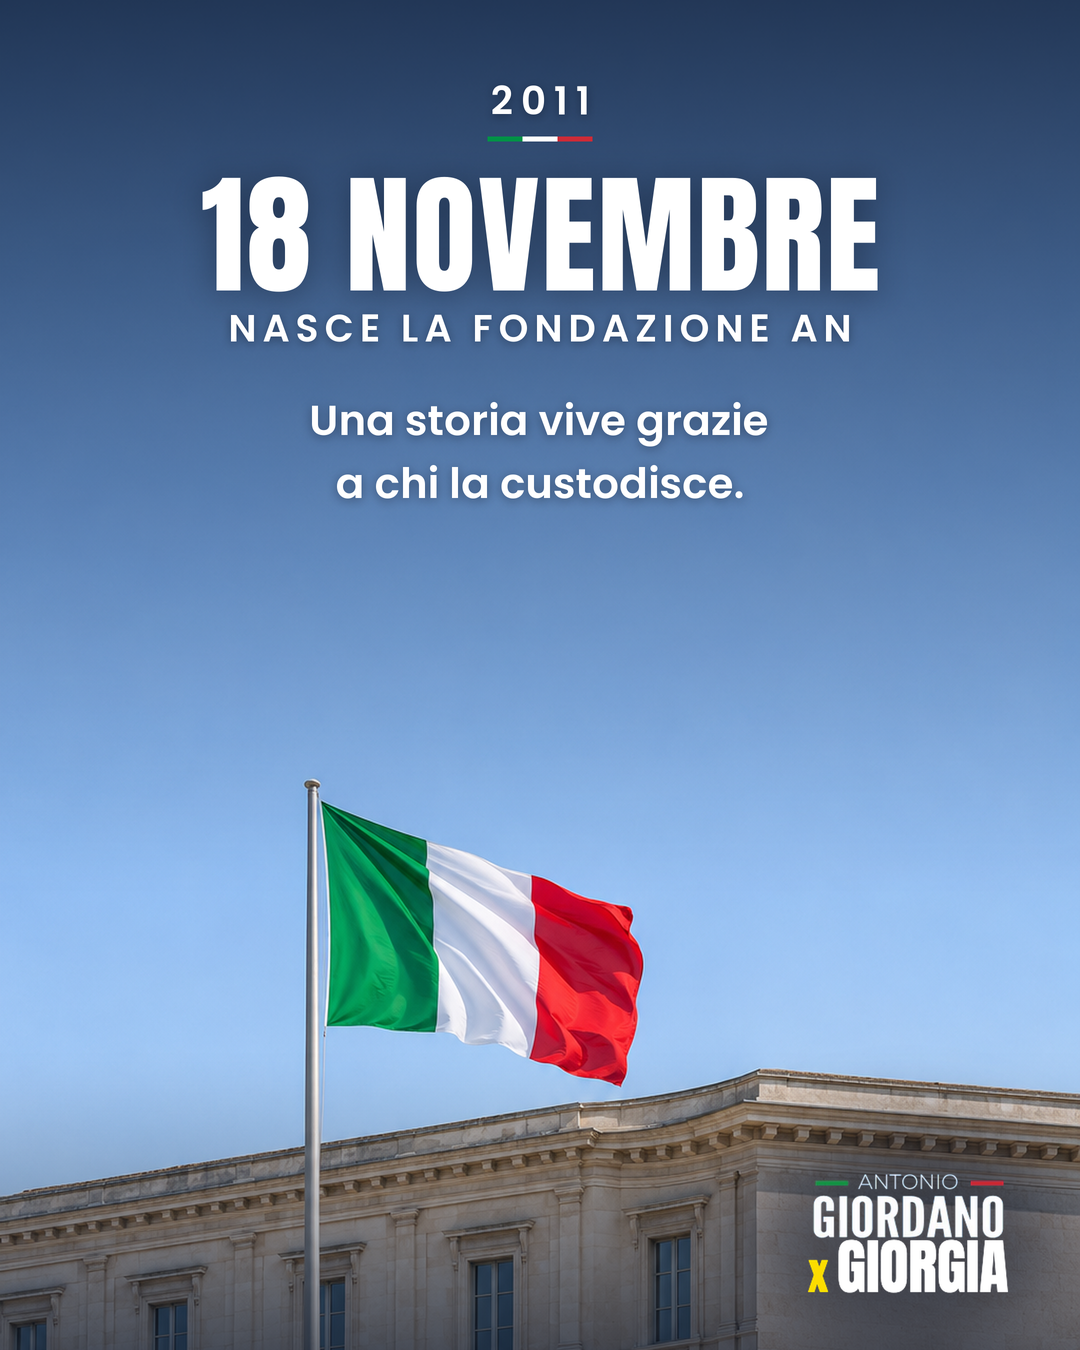 2011
18 NOVEMBRE
NASCE LA FONDAZIONE AN
Una storia vive grazie
a chi la custodisce.
ANTONIO
GIORDANO
X GIORGIA